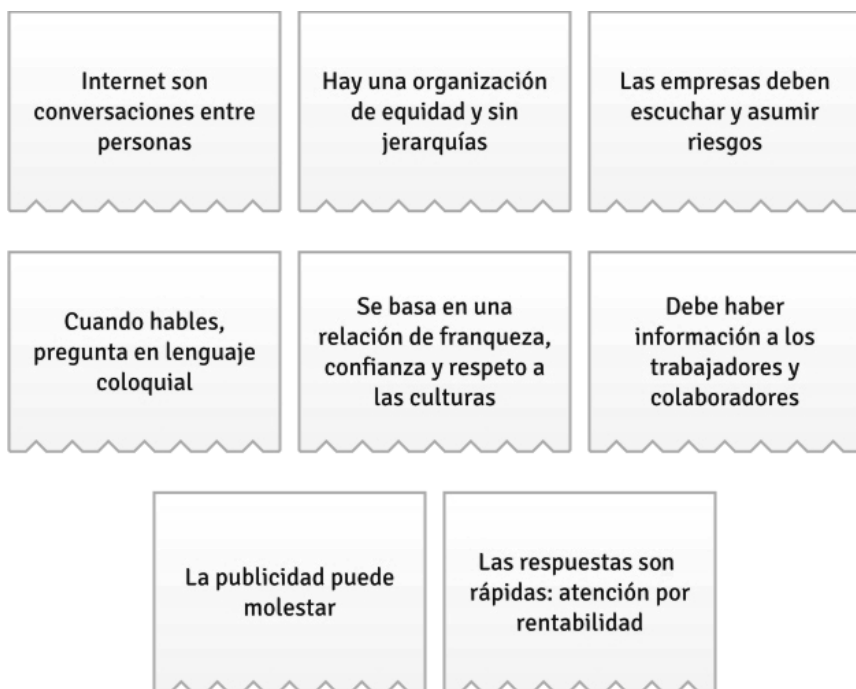 Internet son
conversaciones entre
personas
Hay una organización
de equidad y sin
jerarquías
Las empresas deben
escuchar y asumir
riesgos
Cuando hables,
pregunta en lenguaje
coloquial
Se basa en una
relación de franqueza,
confianza y respeto a
las culturas
Debe haber
información a los
trabajadores y
colaboradores
La publicidad puede
molestar
Las respuestas son
rápidas: atención por
rentabilidad